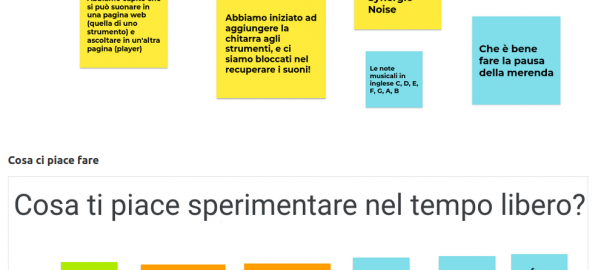 si può suonare in
una pagina web
(quella di uno
strumento) e
ascoltare in un'altra
pagina (player)
Abbiamo iniziato ad
aggiungere la
chitarra agli
strumenti, e ci
siamo bloccati nel
recuperare i suoni!
Noise
Le note
musicali in
inglese C, D, E,
F, G, A, B
Che è bene
fare la pausa
della merenda
Cosa ci piace fare
Cosa ti piace sperimentare nel tempo libero?